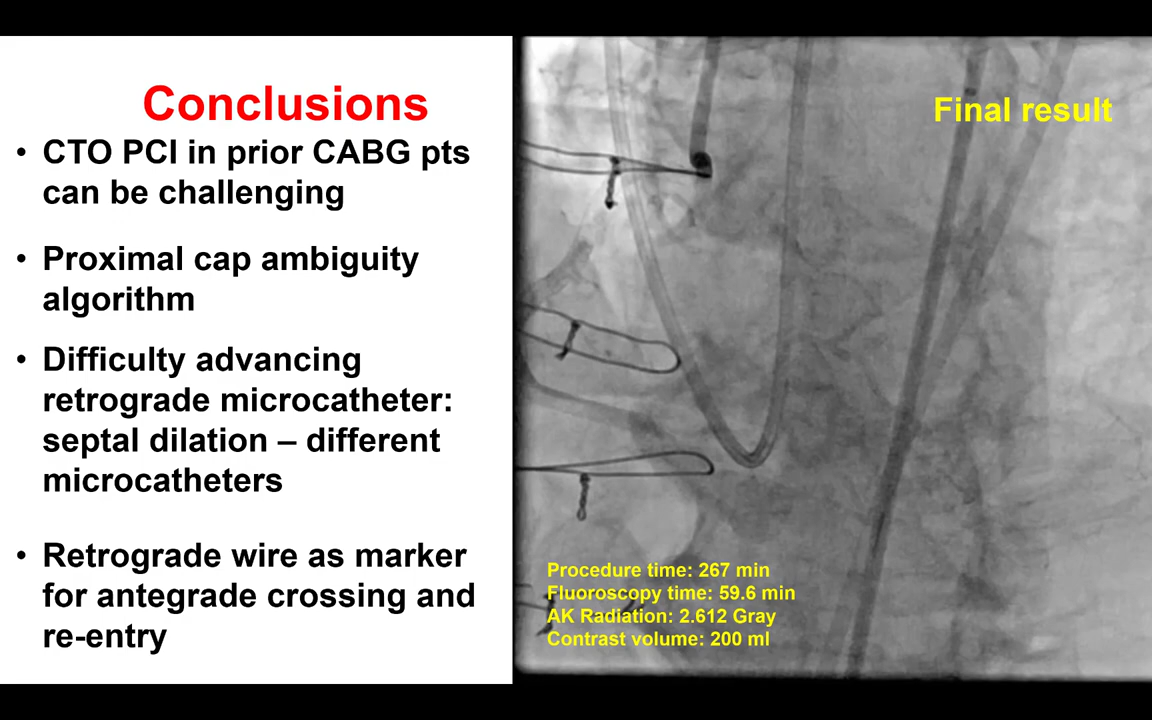 Conclusions
• CTO PCI in prior CABG pts
can be challenging
• Proximal cap ambiguity
algorithm
• Difficulty advancing
retrograde microcatheter:
septal dilation – different
microcatheters
• Retrograde wire as marker
for antegrade crossing and
re-entry
Final result
Procedure time: 267 min
Fluoroscopy time: 59.6 min
AK Radiation: 2.612 Gray
Contrast volume: 200 ml